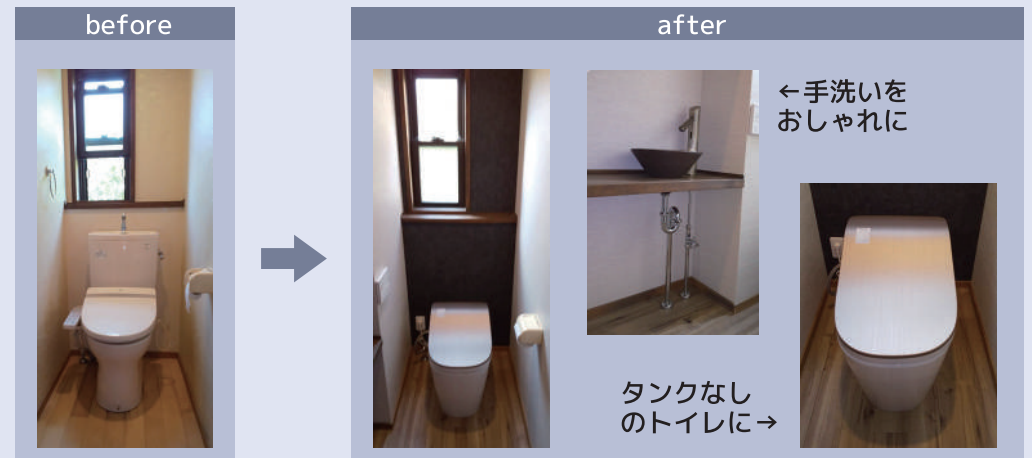 before
after
←手洗いを
おしゃれに
タンクなし
のトイレに→